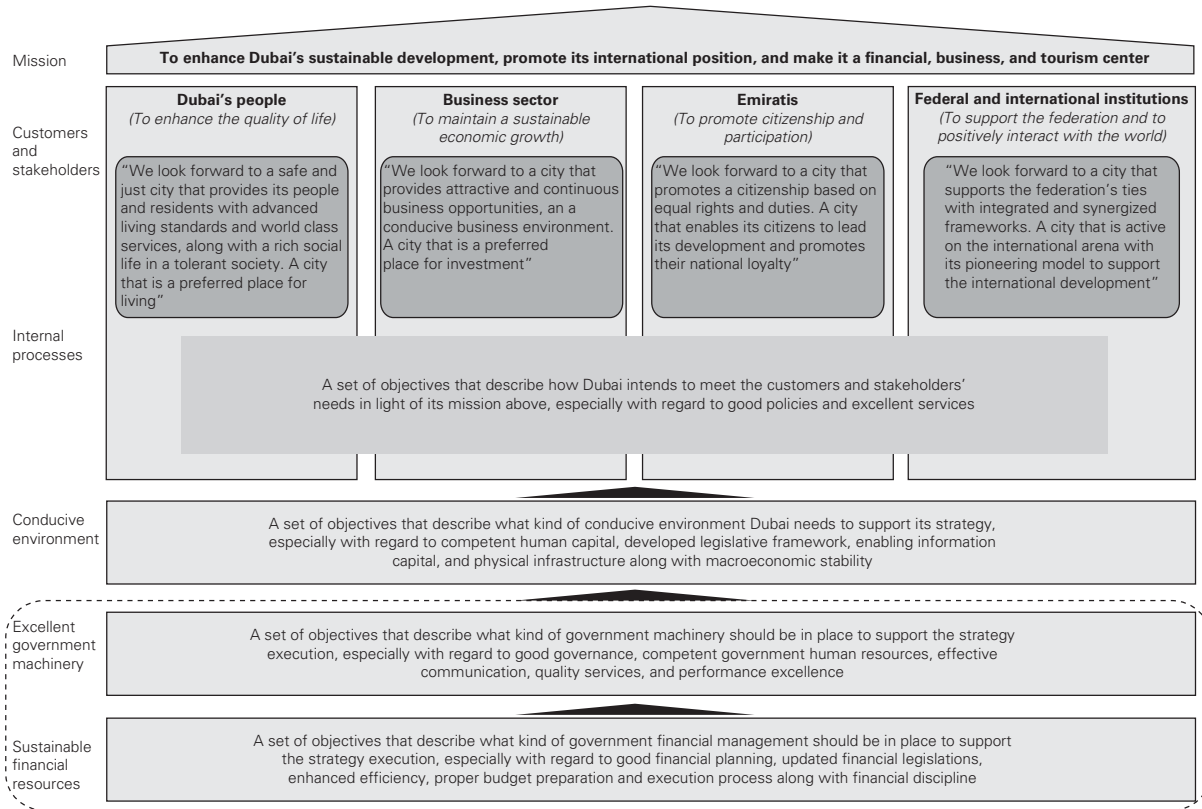 Mission
To enhance Dubai's sustainable development, promote its international position, and make it a financial, business, and tourism center
Customers
and
stakeholders
Dubai's people
(To enhance the quality of life)
"We look forward to a safe and
just city that provides its people
and residents with advanced
living standards and world class
services, along with a rich social
life in a tolerant society. A city
that is a preferred place for
living"
Business sector
(To maintain a sustainable
economic growth)
"We look forward to a city that
provides attractive and continuous
business opportunities, an a
conducive business environment.
A city that is a preferred
place for investment"
Emiratis
(To promote citizenship and
participation)
"We look forward to a city that
promotes a citizenship based on
equal rights and duties. A city
that enables its citizens to lead
its development and promotes
their national loyalty"
Federal and international institutions
(To support the federation and to
positively interact with the world)
"We look forward to a city that
supports the federation's ties
with integrated and synergized
frameworks. A city that is active
on the international arena with
its pioneering model to support
the international development"
Internal
processes
A set of objectives that describe how Dubai intends to meet the customers and stakeholders'
needs in light of its mission above, especially with regard to good policies and excellent services
Conducive
environment
A set of objectives that describe what kind of conducive environment Dubai needs to support its strategy,
especially with regard to competent human capital, developed legislative framework, enabling information
capital, and physical infrastructure along with macroeconomic stability
Excellent
government
machinery
A set of objectives that describe what kind of government machinery should be in place to support the strategy
execution, especially with regard to good governance, competent government human resources, effective
communication, quality services, and performance excellence
Sustainable
financial
resources
A set of objectives that describe what kind of government financial management should be in place to support
the strategy execution, especially with regard to good financial planning, updated financial legislations,
enhanced efficiency, proper budget preparation and execution process along with financial discipline